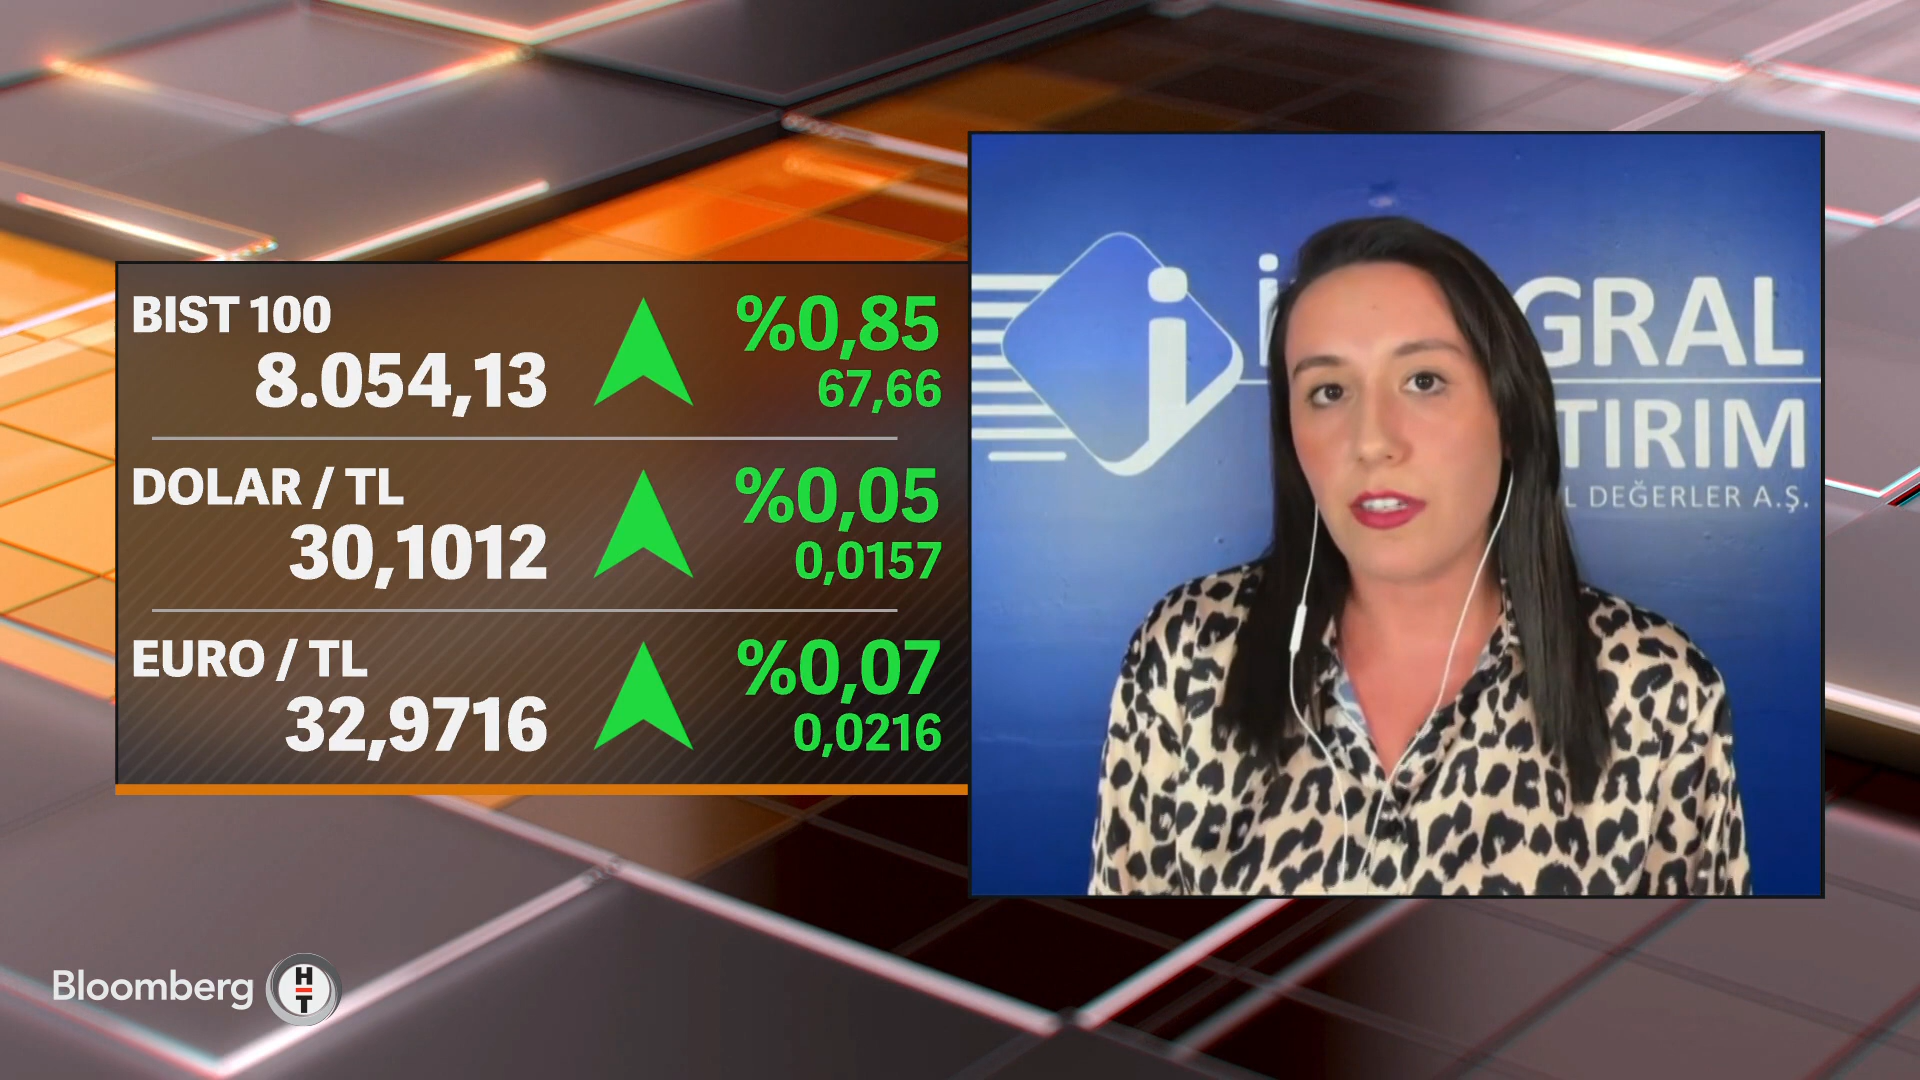 BIST 100
8.054,13
%0,85
67,66
DOLAR / TL
30,1012
%0,05
0,0157
EURO / TL
32,9716
%0,07
0,0216
GRAL
TIRIM
L DEĞERLER A.Ş.
Bloomberg HT